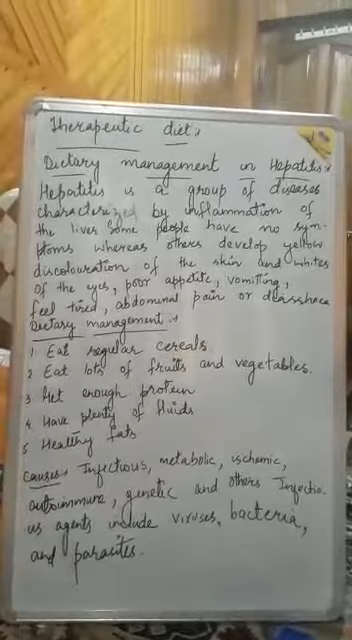 Therapeutic diet:
Dietary management in Hepatitis:
Hepatitis is a group of diseases
characterized by inflammation of
the lives some people have no sym-
ptoms whereas others develop yellow
discolouration of the skin and whites
of the eyes, poor appetite, vomitting,
feel tired, abdominal pain or diarrhoea
Dietary management:
1 Eat regular cereals.
2 Eat lots of fruits and vegetables.
3 Get enough protein
4 Have plenty of fluids
5 Healthy fats
Causes: Infectious, metabolic, ischemic,
autoimmune, genetic and others Infectio-
us agents include viruses, bacteria,
and parasites.